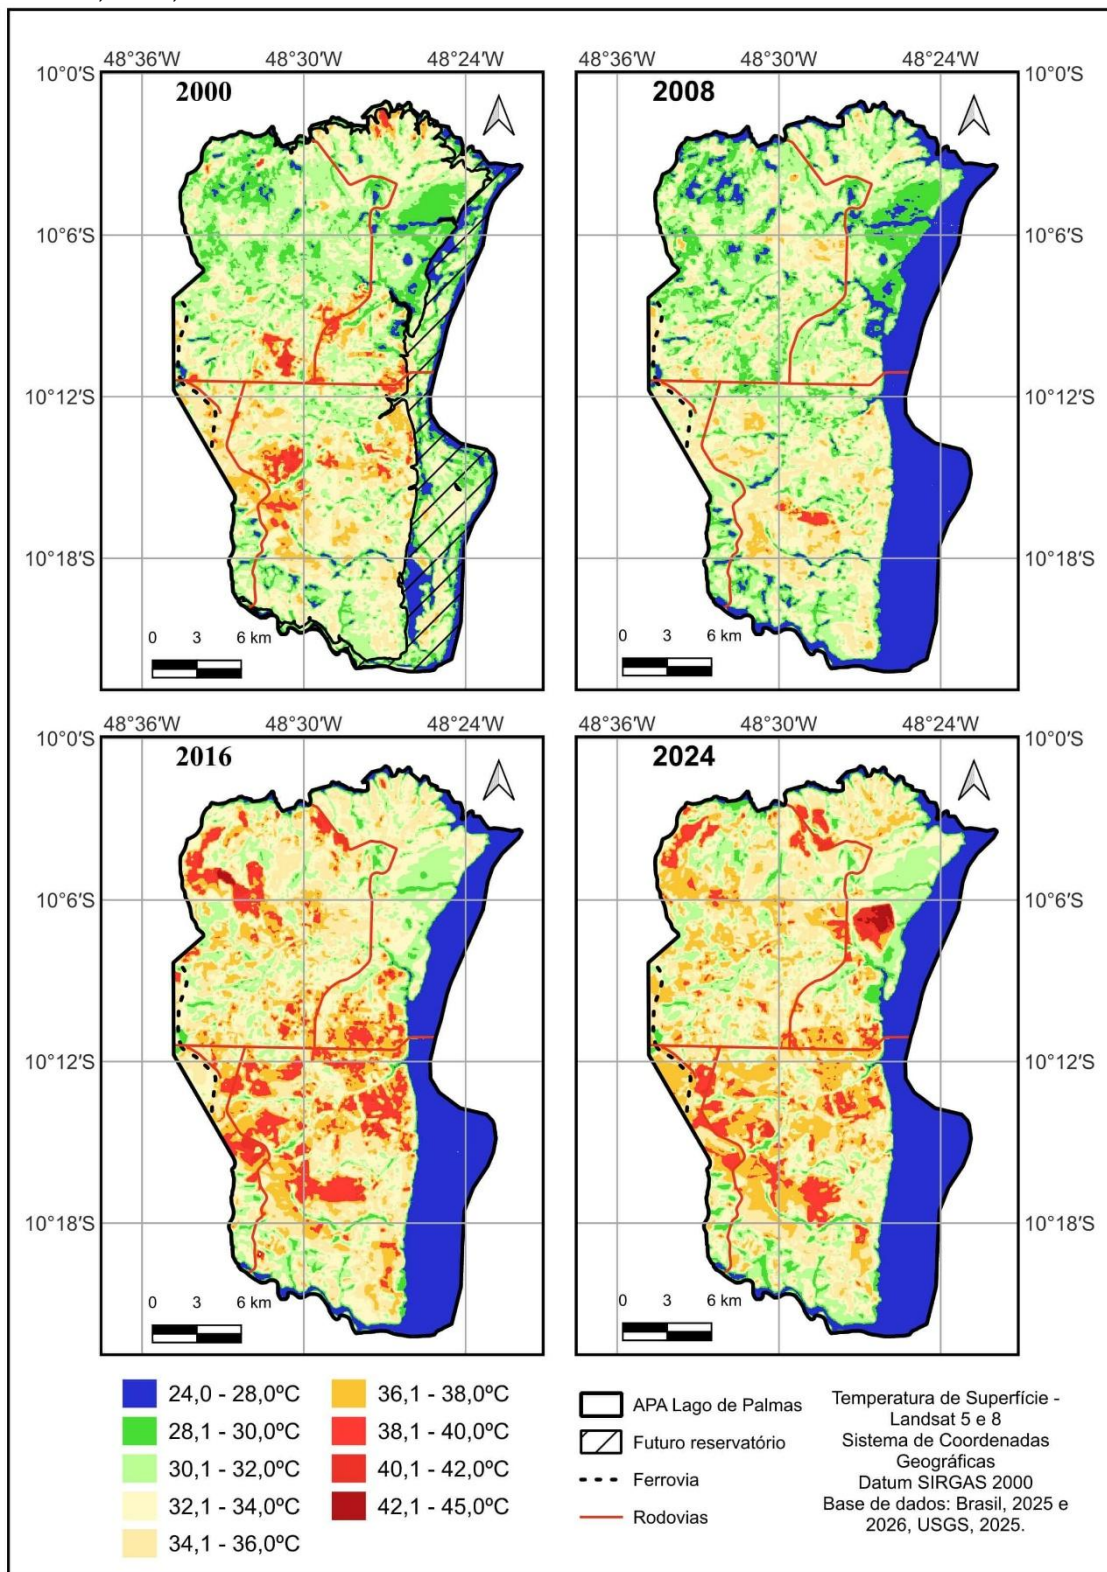 48°36'W 48°30'W 48°24'W
48°36'W 48°30'W 48°24'W
10°0'S
10°6'S
10°12'S
10°18'S
2000
0 3 6 km
2008
0 3 6 km
10°0'S
10°6'S
10°12'S
10°18'S
48°36'W 48°30'W 48°24'W
48°36'W 48°30'W 48°24'W
10°0'S
10°6'S
10°12'S
10°18'S
2016
0 3 6 km
2024
0 3 6 km
10°0'S
10°6'S
10°12'S
10°18'S
24,0 - 28,0ºC
28,1 - 30,0ºC
30,1 - 32,0ºC
32,1 - 34,0ºC
34,1 - 36,0ºC
36,1 - 38,0ºC
38,1 - 40,0ºC
40,1 - 42,0ºC
42,1 - 45,0ºC
APA Lago de Palmas
Futuro reservatório
Ferrovia
Rodovias
Temperatura de Superfície -
Landsat 5 e 8
Sistema de Coordenadas
Geográficas
Datum SIRGAS 2000
Base de dados: Brasil, 2025 e
2026, USGS, 2025.